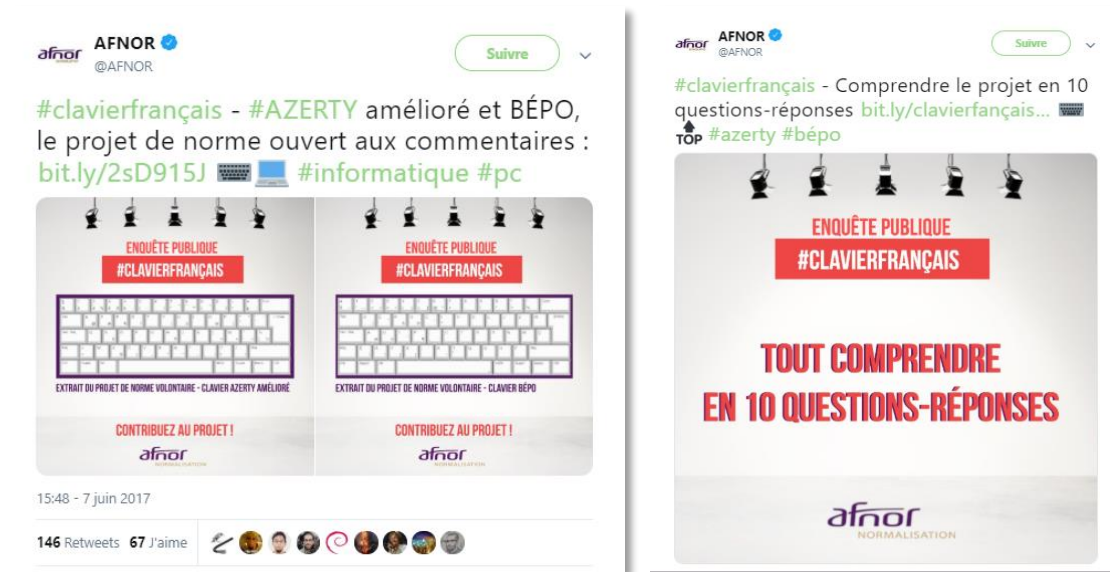 afnor
AFNOR
@AFNOR
Suivre
#clavierfrançais - #AZERTY amélioré et BÉPO,
le projet de norme ouvert aux commentaires :
bit.ly/2sD915J #informatique #pc
ENQUÊTE PUBLIQUE
#CLAVIERFRANÇAIS
EXTRAIT DU PROJET DE NORME VOLONTAIRE - CLAVIER AZERTY AMÉLIORÉ
CONTRIBUEZ AU PROJET !
afnor
NORMALISATION
ENQUÊTE PUBLIQUE
#CLAVIERFRANÇAIS
EXTRAIT DU PROJET DE NORME VOLONTAIRE - CLAVIER BÉPO
CONTRIBUEZ AU PROJET !
afnor
NORMALISATION
15:48 - 7 juin 2017
146 Retweets 67 J'aime
afnor
AFNOR
@AFNOR
Suivre
#clavierfrançais - Comprendre le projet en 10
questions-réponses bit.ly/clavierfançais...
TOP #azerty #bépo
ENQUÊTE PUBLIQUE
#CLAVIERFRANÇAIS
TOUT COMPRENDRE
EN 10 QUESTIONS-RÉPONSES
afnor
NORMALISATION